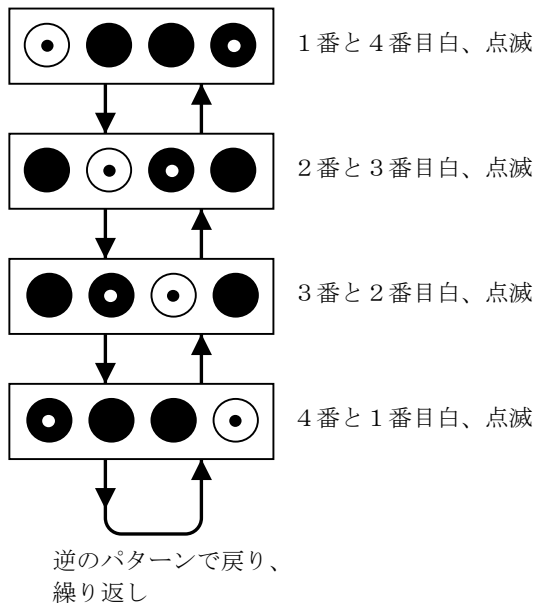 １番と４番目白、点滅
２番と３番目白、点滅
３番と２番目白、点滅
４番と１番目白、点滅
逆のパターンで戻り、
繰り返し